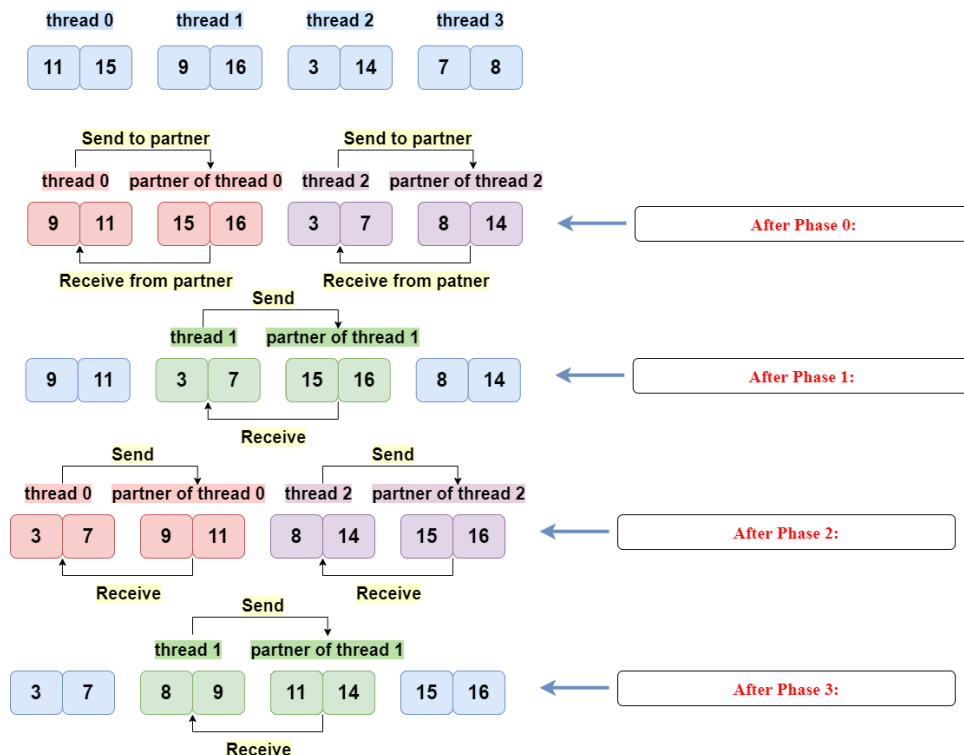 thread 0 thread 1 thread 2 thread 3
11 15 9 16 3 14 7 8
Send to partner Send to partner
thread 0 partner of thread 0 thread 2 partner of thread 2
9 11 15 16 3 7 8 14 After Phase 0:
Receive from partner Receive from patner
Send
thread 1 partner of thread 1
9 11 3 7 15 16 8 14 After Phase 1:
Receive
Send Send
thread 0 partner of thread 0 thread 2 partner of thread 2
3 7 9 11 8 14 15 16 After Phase 2:
Receive Receive
Send
thread 1 partner of thread 1
3 7 8 9 11 14 15 16 After Phase 3:
Receive